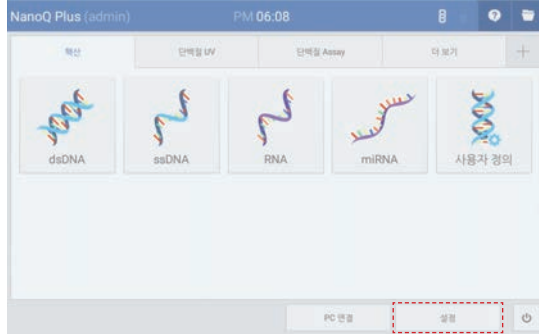 NanoQ Plus (admin) PM 06:08 ?
핵산 단백질 UV 단백질 Assay 더 보기 +
dsDNA ssDNA RNA miRNA 사용자 정의
PC 연결 설정